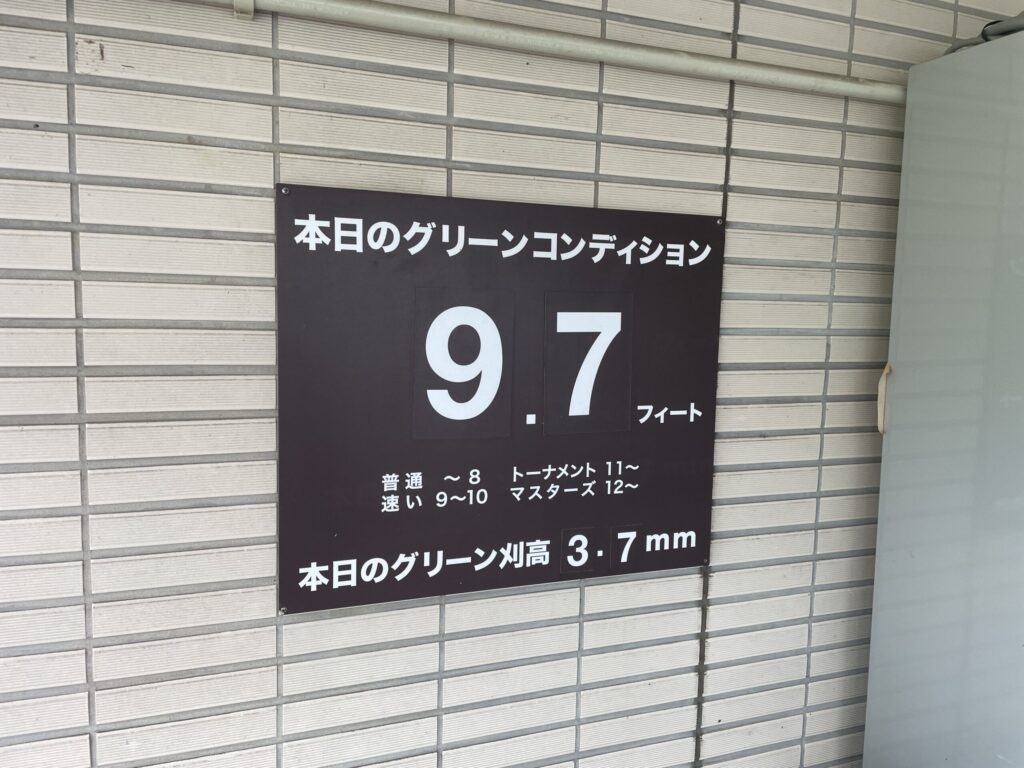 本日のグリーンコンディション
9.7 フィート
普通 ～8 トーナメント 11～
速い 9～10 マスターズ 12～
本日のグリーン刈高 3.7mm